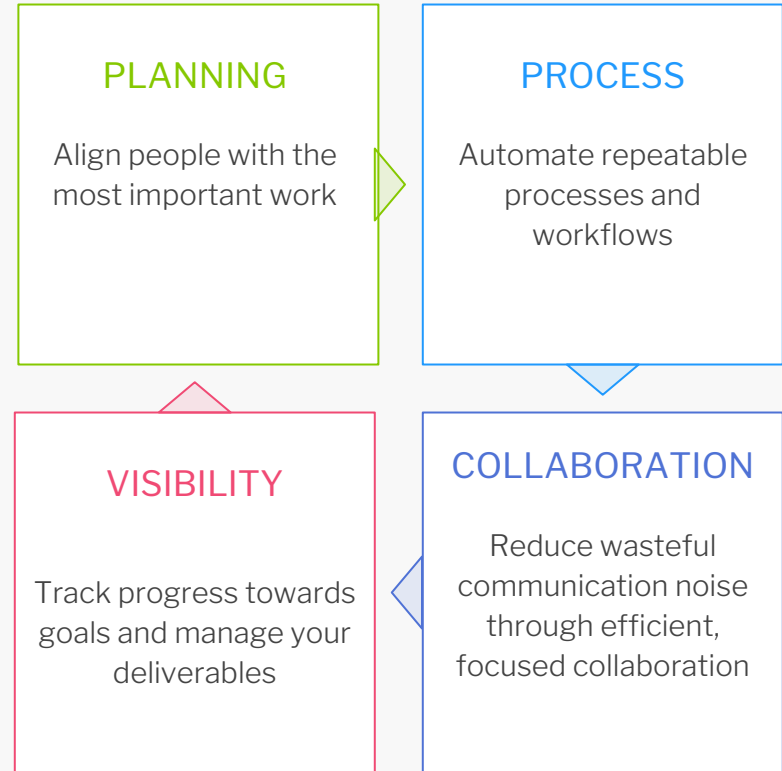 PLANNING
Align people with the
most important work
PROCESS
Automate repeatable
processes and
workflows
COLLABORATION
Reduce wasteful
communication noise
through efficient,
focused collaboration
VISIBILITY
Track progress towards
goals and manage your
deliverables